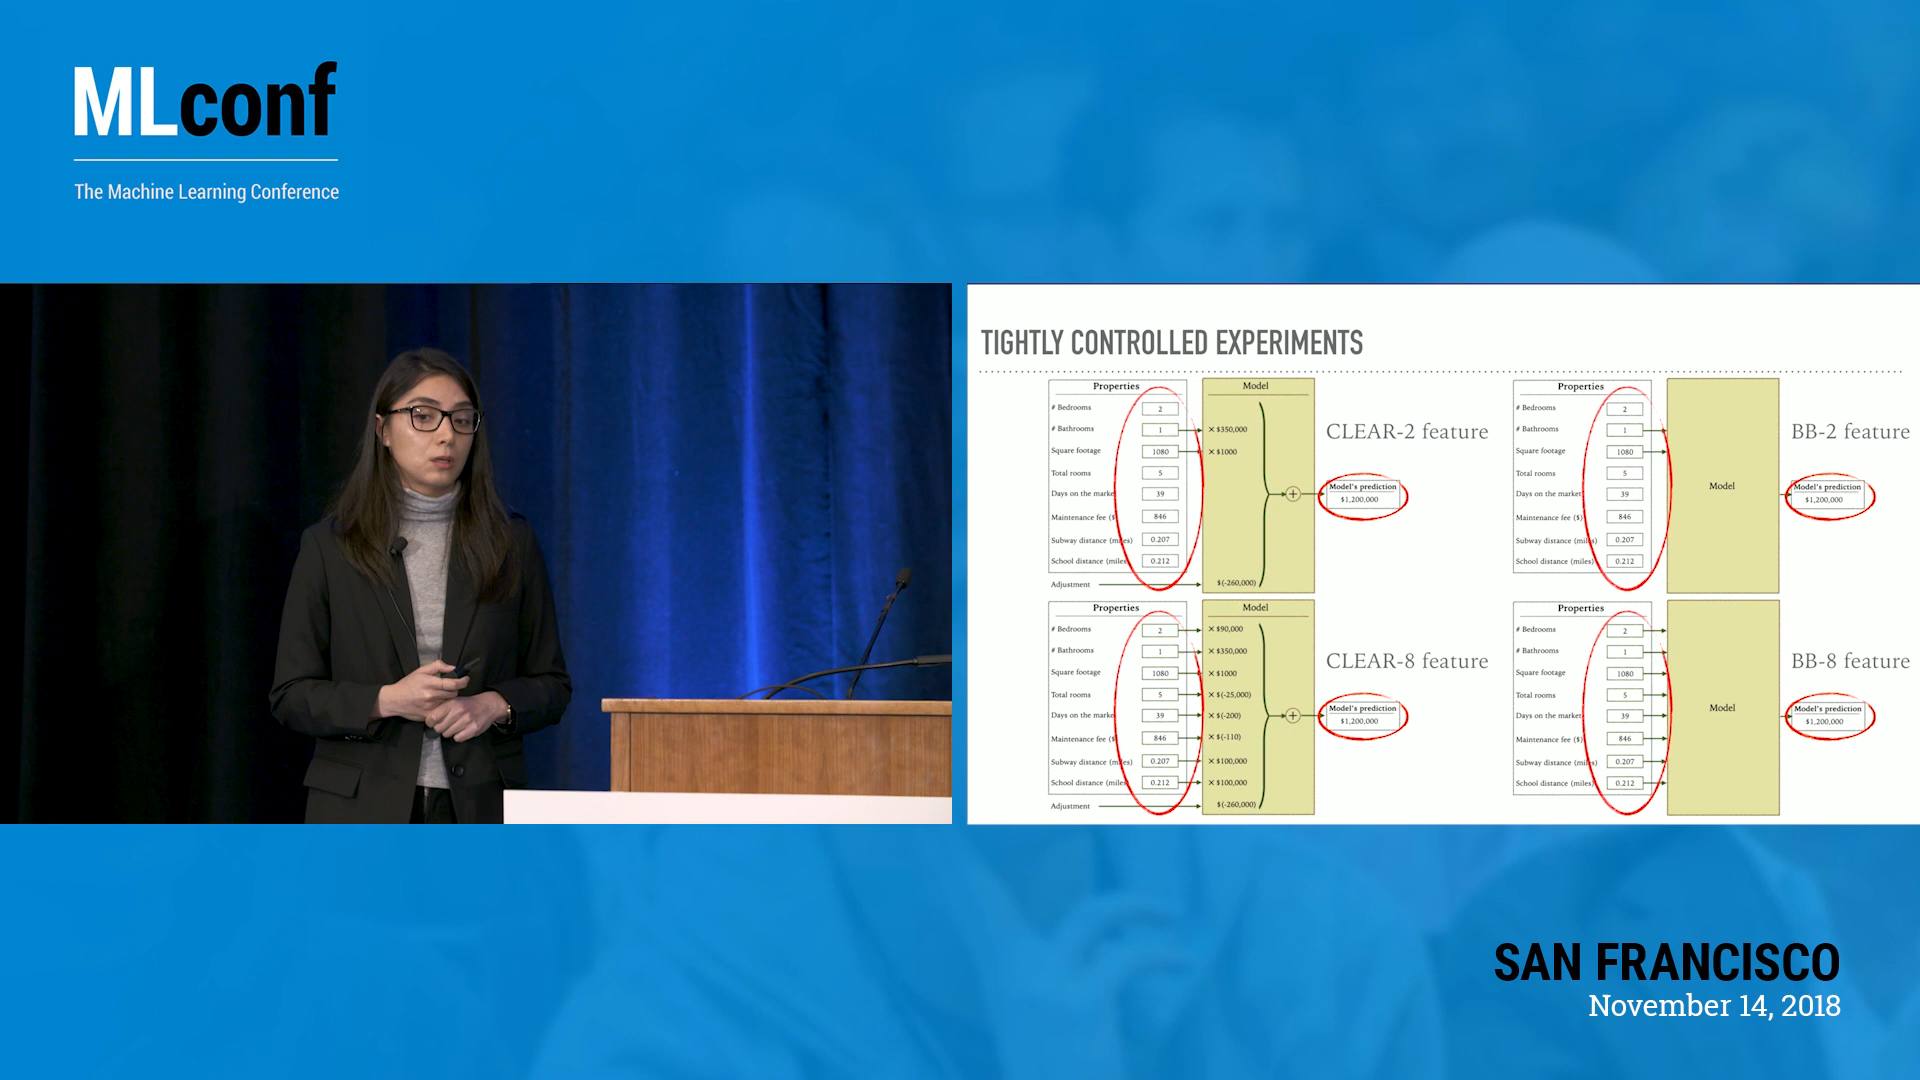 MLconf
The Machine Learning Conference
TIGHTLY CONTROLLED EXPERIMENTS
Properties
# Bedrooms 2
# Bathrooms 1
Square footage 1080
Total rooms 5
Days on the marke 39
Maintenance fee ($ 846
Subway distance (miles) 0.207
School distance (miles 0.212
Adjustment
Model
× $350,000
× $1000
$(-260,000)
+
CLEAR-2 feature
Model's prediction
$1,200,000
Properties
# Bedrooms 2
# Bathrooms 1
Square footage 1080
Total rooms 5
Days on the market 39
Maintenance fee ($) 846
Subway distance (miles) 0.207
School distance (miles) 0.212
Model
BB-2 feature
Model's prediction
$1,200,000
Properties
# Bedrooms 2
# Bathrooms 1
Square footage 1080
Total rooms 5
Days on the marke 39
Maintenance fee ($ 846
Subway distance (miles) 0.207
School distance (miles 0.212
Adjustment
Model
× $90,000
× $350,000
× $1000
× $(-25,000)
× $(-200)
× $(-110)
× $100,000
× $100,000
$(-260,000)
+
CLEAR-8 feature
Model's prediction
$1,200,000
Properties
# Bedrooms 2
# Bathrooms 1
Square footage 1080
Total rooms 5
Days on the market 39
Maintenance fee ($) 846
Subway distance (miles) 0.207
School distance (miles) 0.212
Model
BB-8 feature
Model's prediction
$1,200,000
SAN FRANCISCO
November 14, 2018